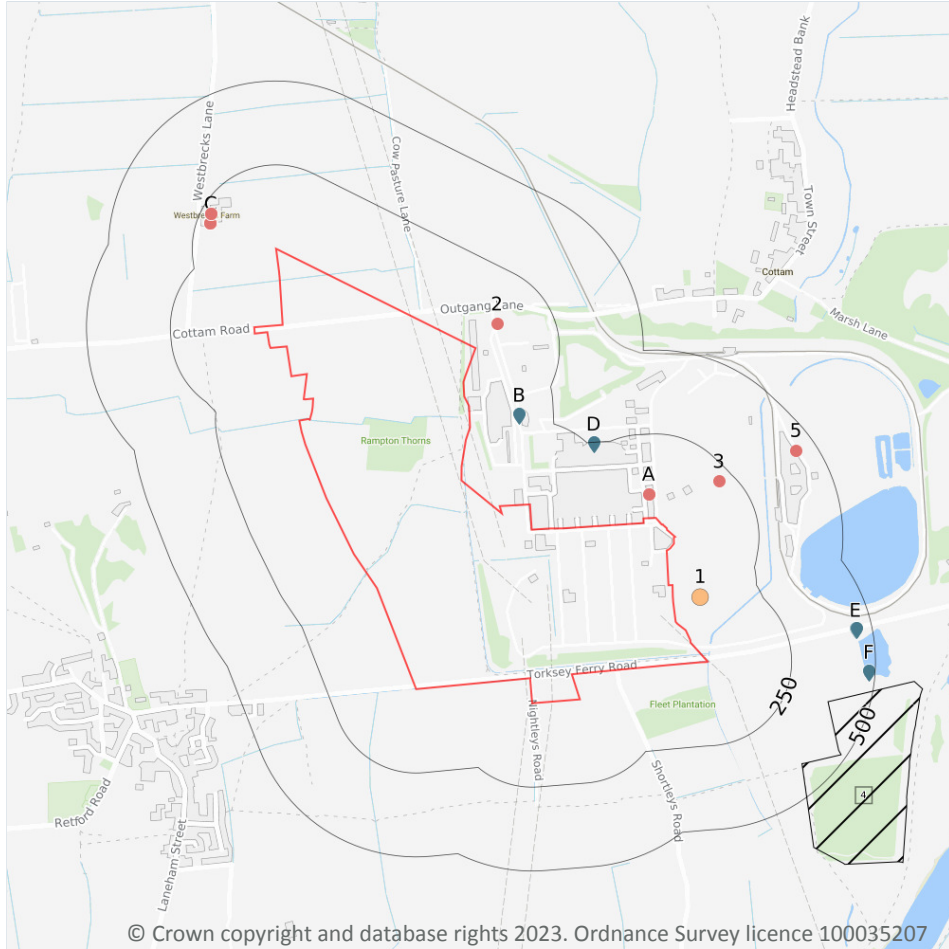 Headstead Bank
Westbrecks Lane
Cow Pasture Lane
C
Westbrecks Farm
Town Street
Cottam
2
Outgang Lane
Marsh Lane
Cottam Road
B
D
5
Rampton Thorns
A
3
1
E
Torksey Ferry Road
F
250
Fleet Plantation
Nightleys Road
500
Shortleys Road
4
Retford Road
Laneham Street
© Crown copyright and database rights 2023. Ordnance Survey licence 100035207